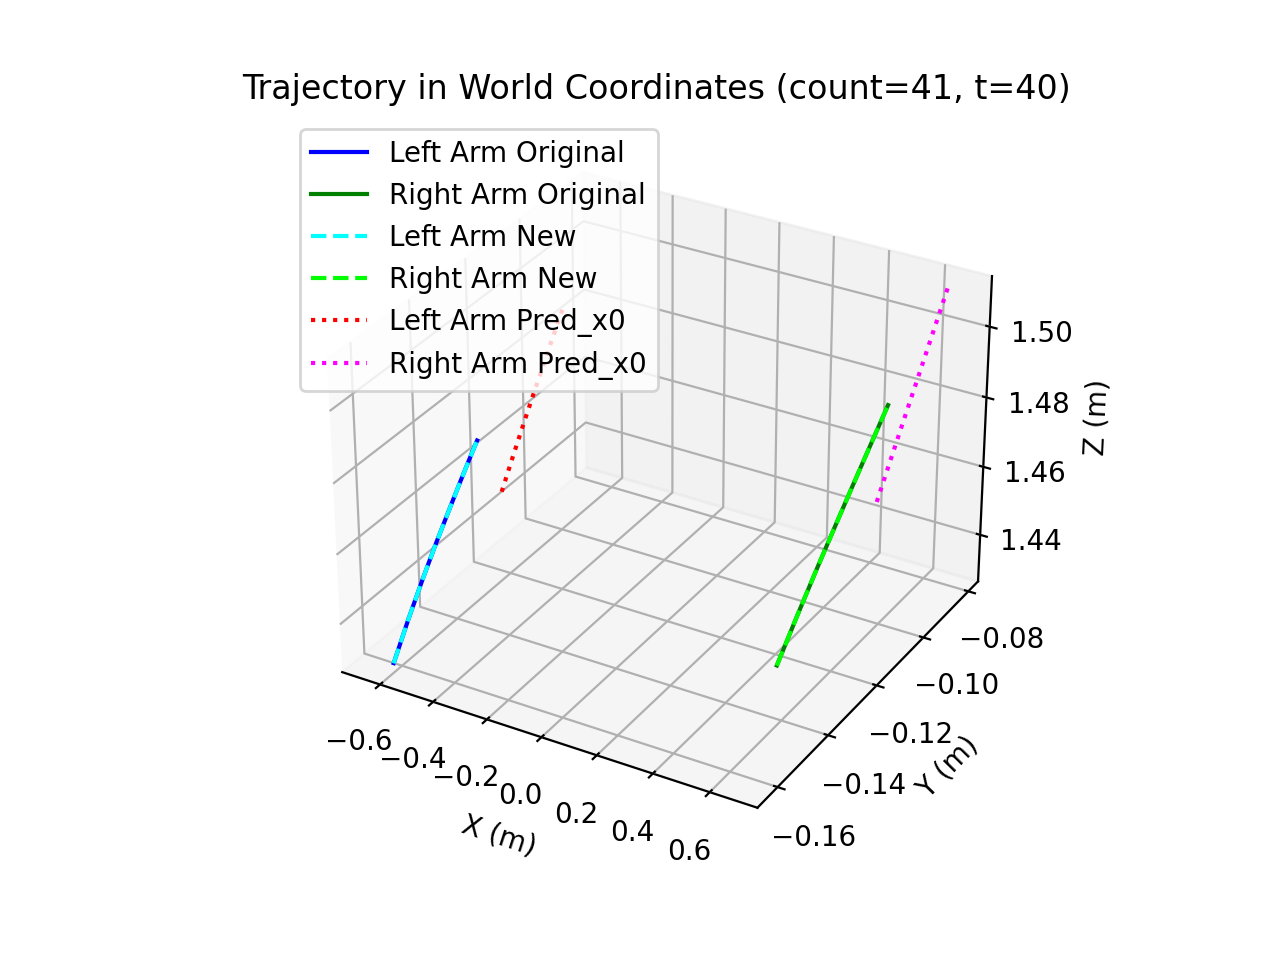 Trajectory in World Coordinates (count=41, t=40)
Left Arm Original
Right Arm Original
Left Arm New
Right Arm New
Left Arm Pred_x0
Right Arm Pred_x0
1.50
1.48
1.46
1.44
Z (m)
−0.08
−0.10
−0.12
−0.14
−0.16
Y (m)
−0.6
−0.4
−0.2
0.0
0.2
0.4
0.6
X (m)